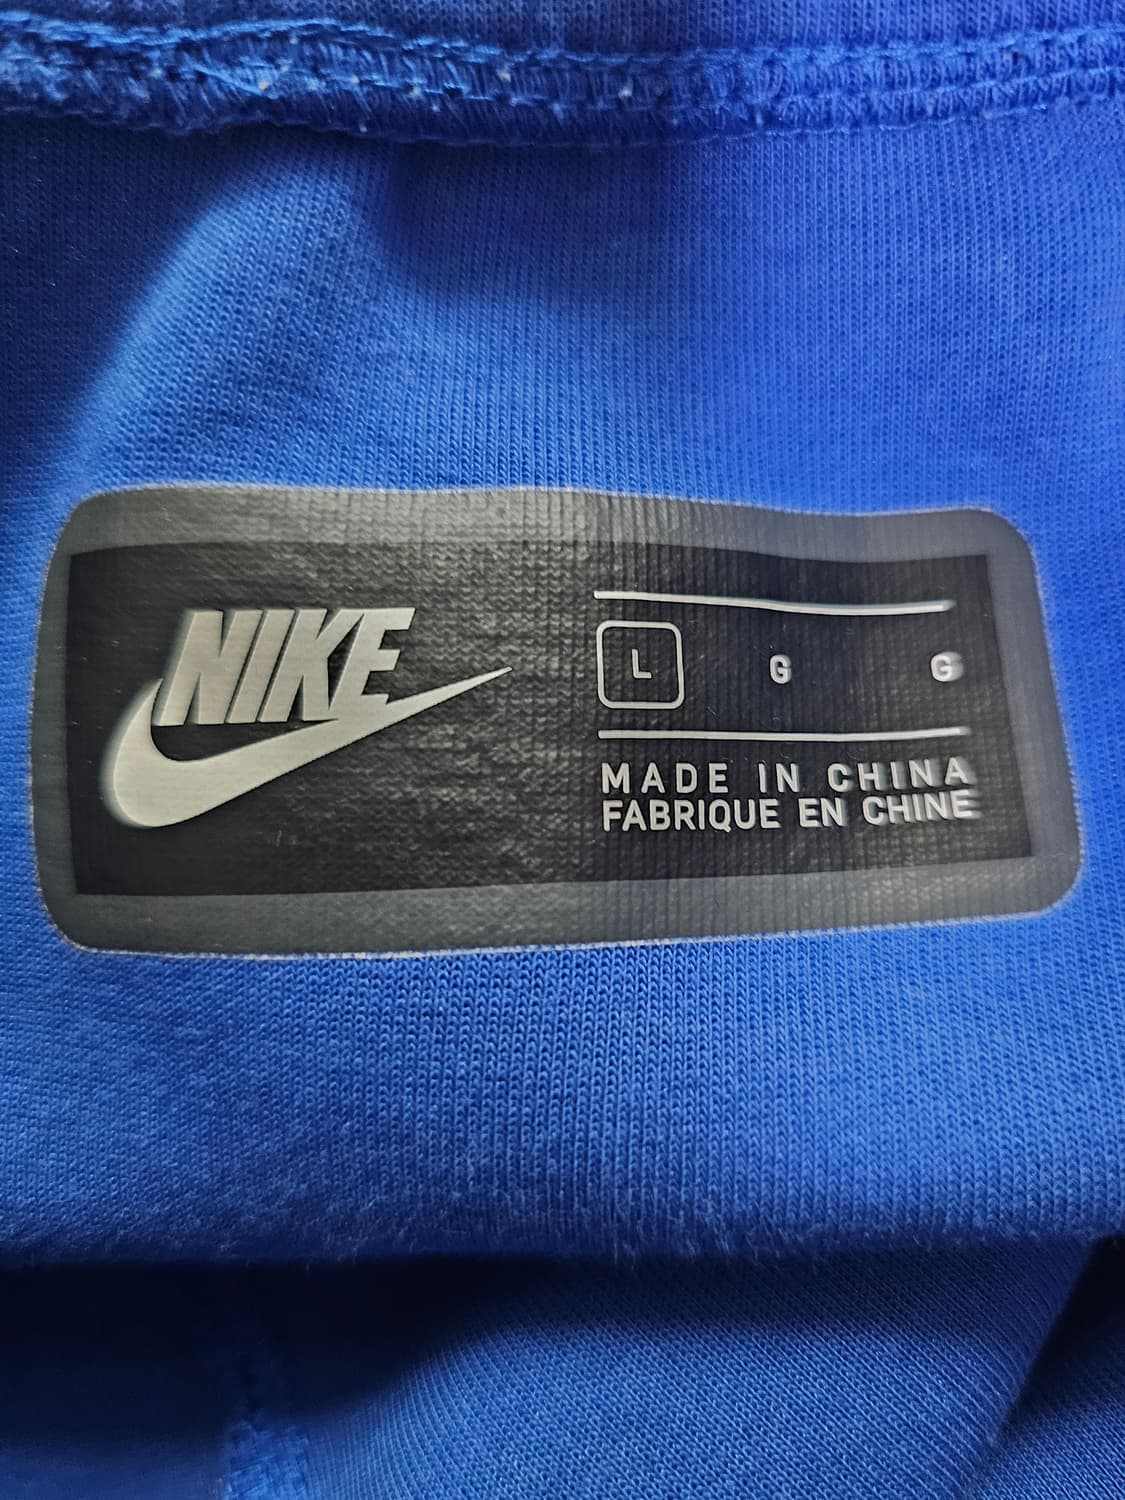 NIKE
L G G
MADE IN CHINA
FABRIQUE EN CHINE